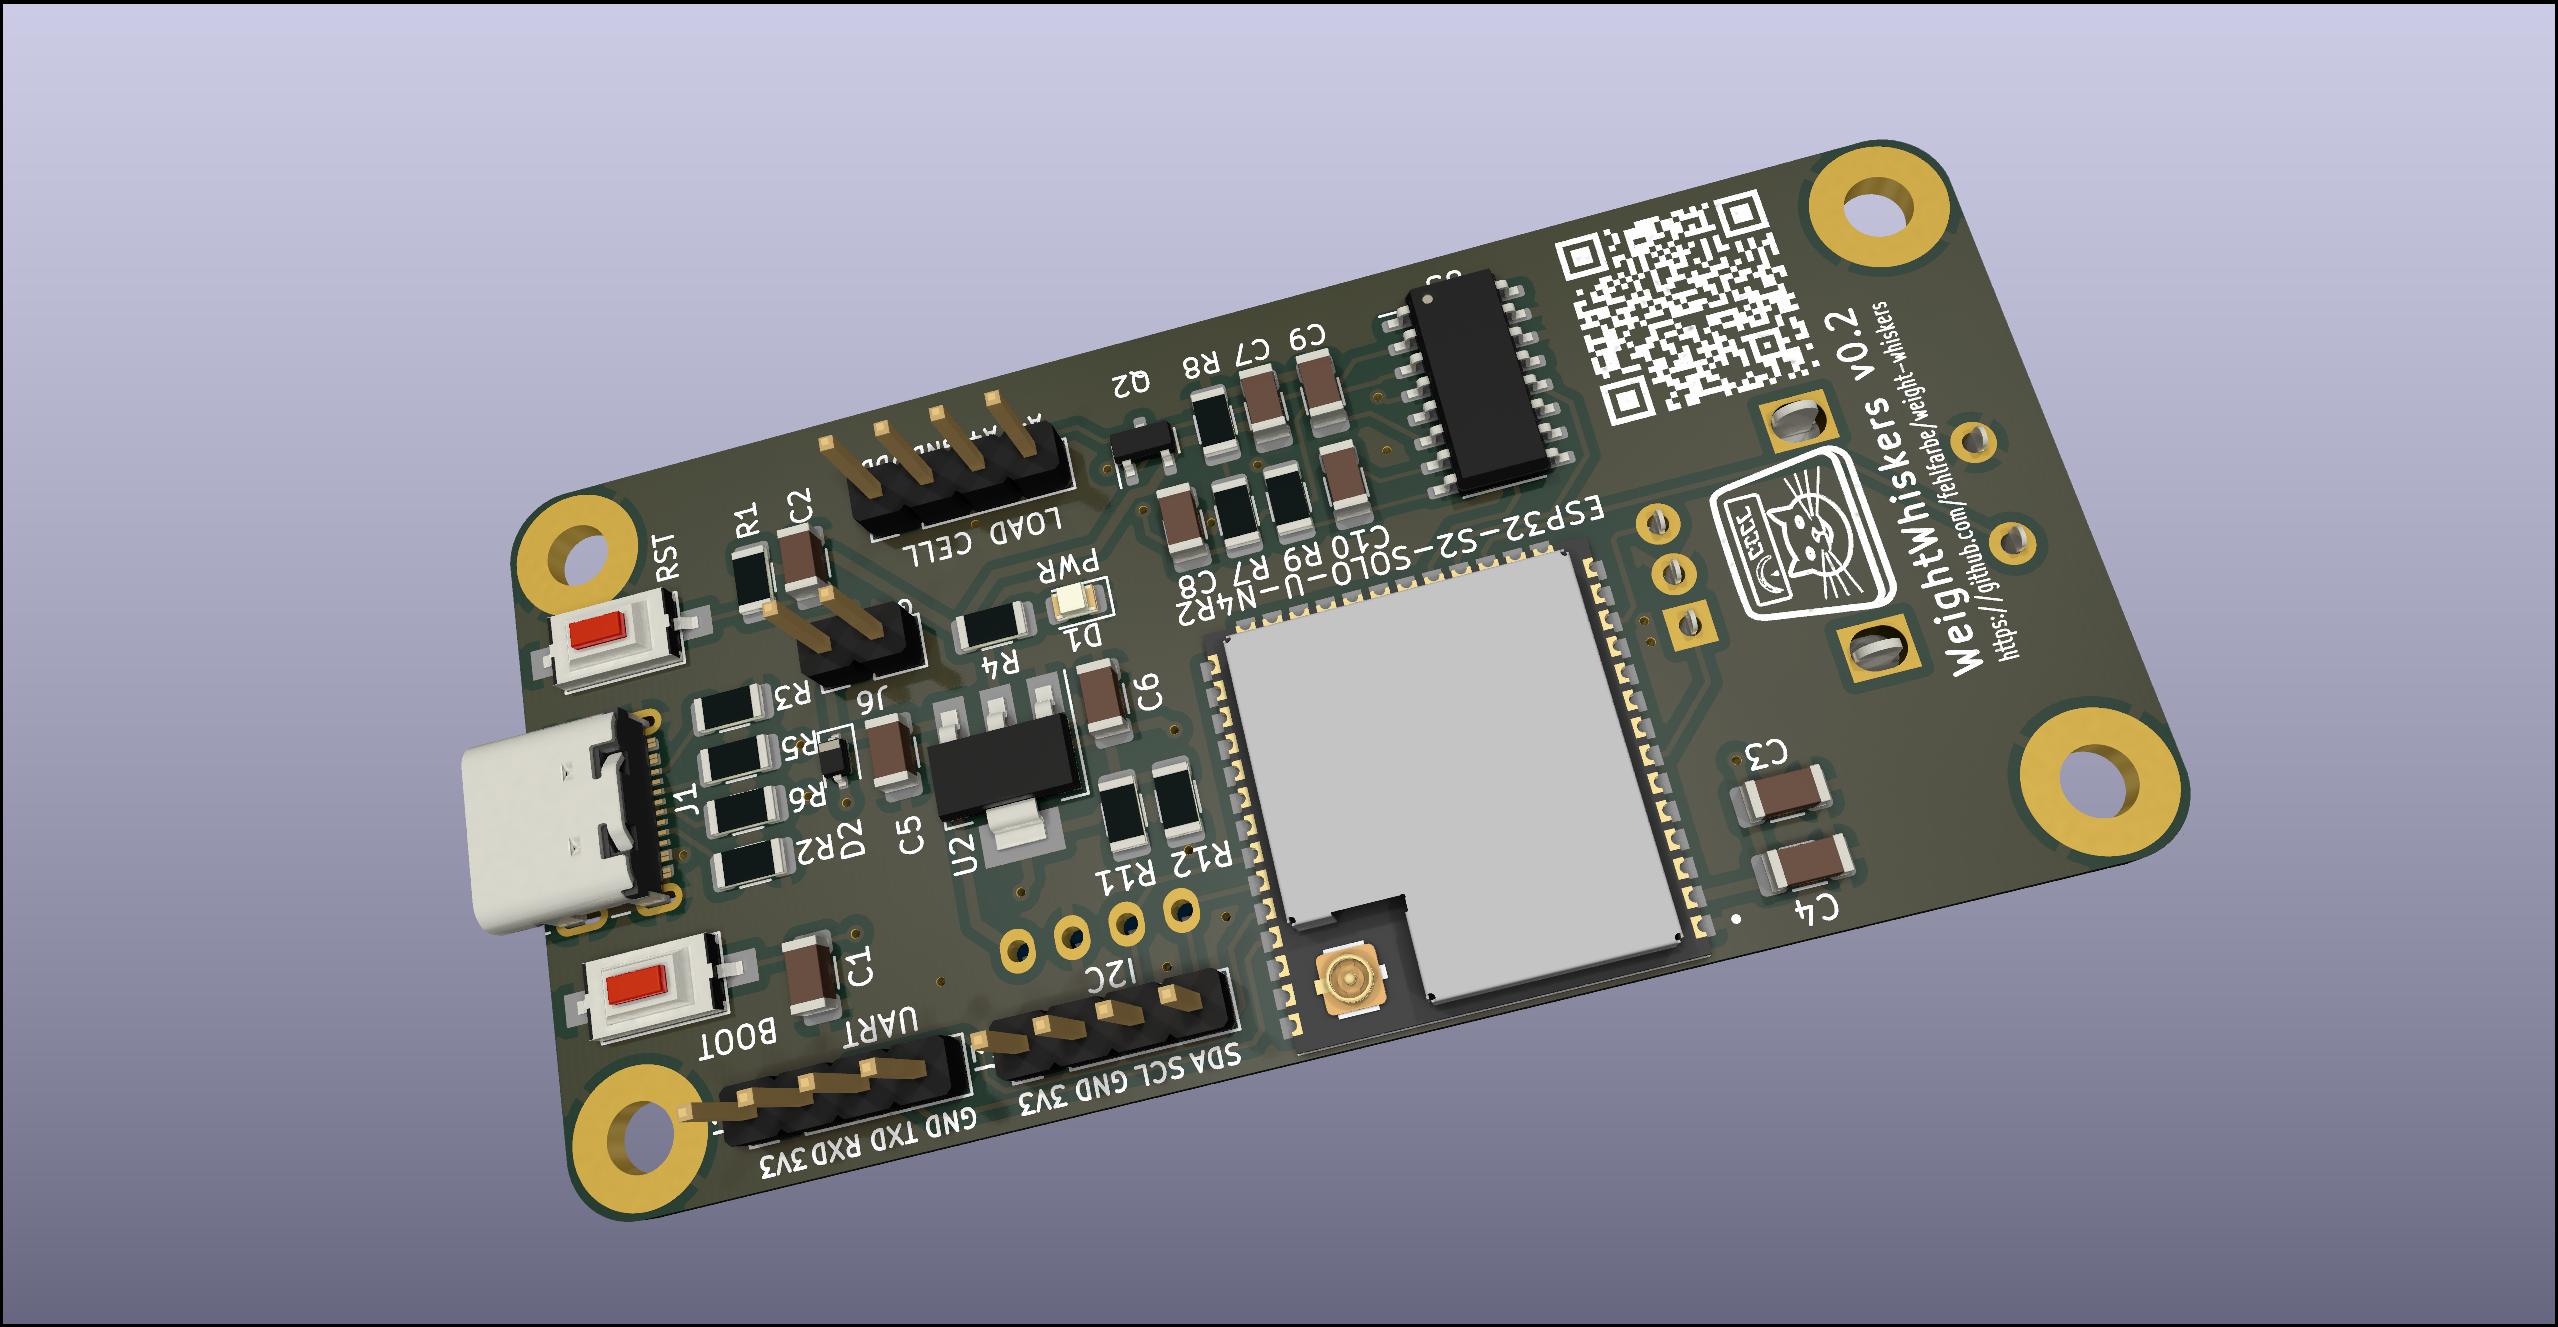 WeightWhiskers v0.2
https://github.com/fehlfarbe/weight-whiskers
ESP32-S2-SOLO-U-N4R2
LOAD CELL
RST
R1
C2
Q2
R8
C7
C9
C8
R7
R9
C10
PWR
D1
R4
J6
R3
R5
R6
R2
J1
D2
C5
U2
C6
R11
R12
C1
BOOT
UART
I2C
GND TXD RXD 3V3
SDA SCL GND 3V3
C3
C4